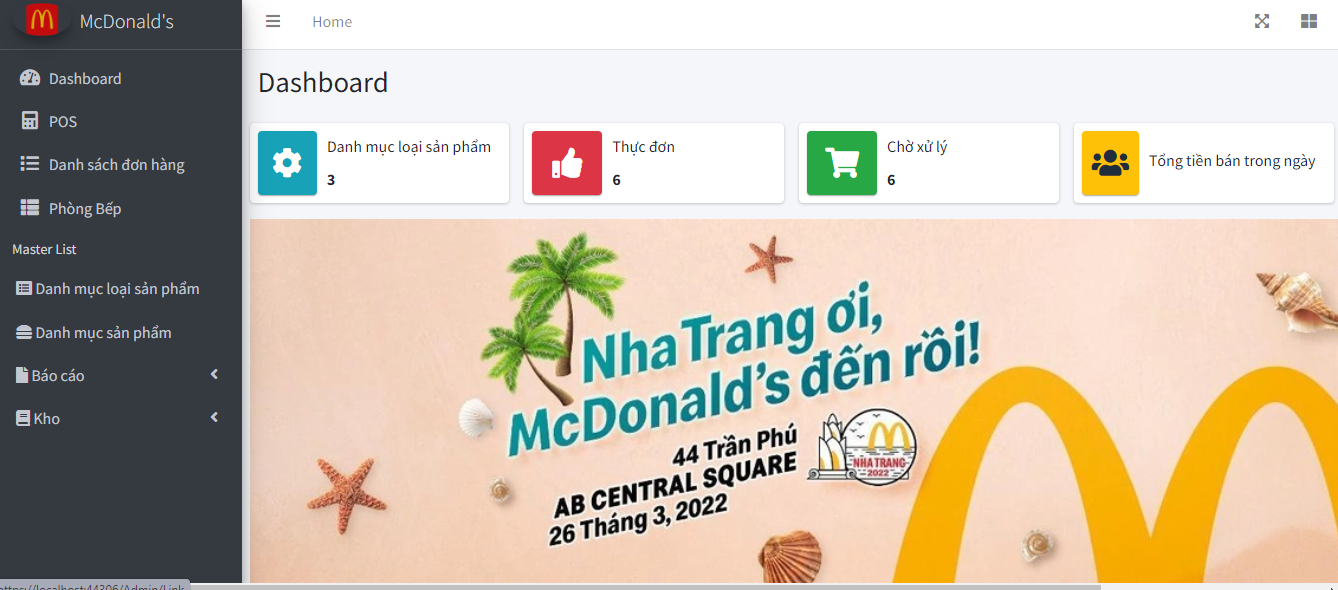 McDonald's
Home
Dashboard
POS
Danh sách đơn hàng
Phòng Bếp
Master List
Danh mục loại sản phẩm
Danh mục sản phẩm
Báo cáo
Kho
Dashboard
Danh mục loại sản phẩm
3
Thực đơn
6
Chờ xử lý
6
Tổng tiền bán trong ngày
Nha Trang ơi,
McDonald's đến rồi!
44 Trần Phú
AB CENTRAL SQUARE
26 Tháng 3, 2022
NHA TRANG
2022
https://localhost:44306/Admin/Link